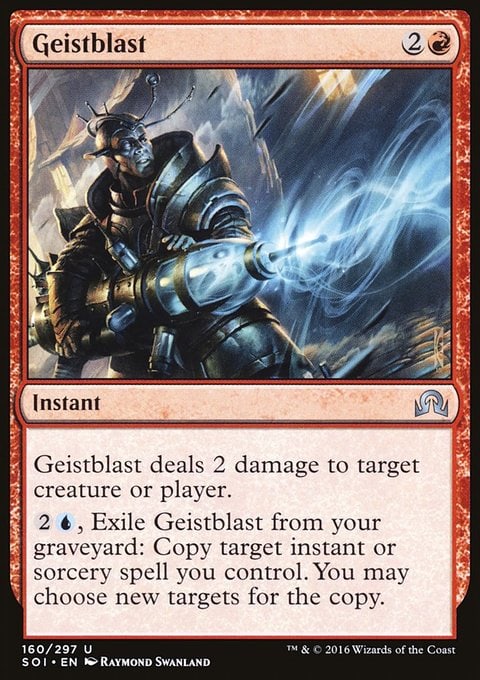 Geistblast 2
Instant
Geistblast deals 2 damage to target
creature or player.
2, Exile Geistblast from your
graveyard: Copy target instant or
sorcery spell you control. You may
choose new targets for the copy.
160/297 U
SOI • EN Raymond Swanland
™ & © 2016 Wizards of the Coast